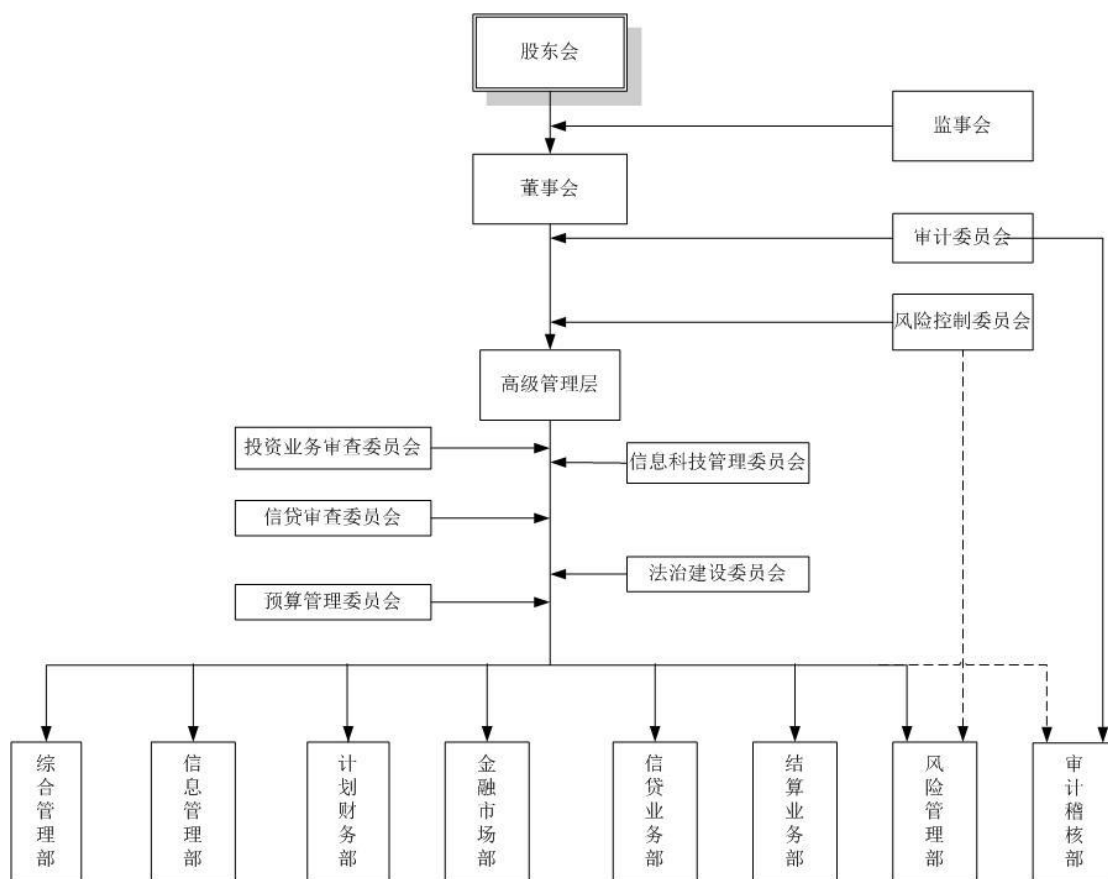 股东会
监事会
董事会
审计委员会
风险控制委员会
高级管理层
投资业务审查委员会
信息科技管理委员会
信贷审查委员会
法治建设委员会
预算管理委员会
综合管理部
信息管理部
计划财务部
金融市场部
信贷业务部
结算业务部
风险管理部
审计稽核部